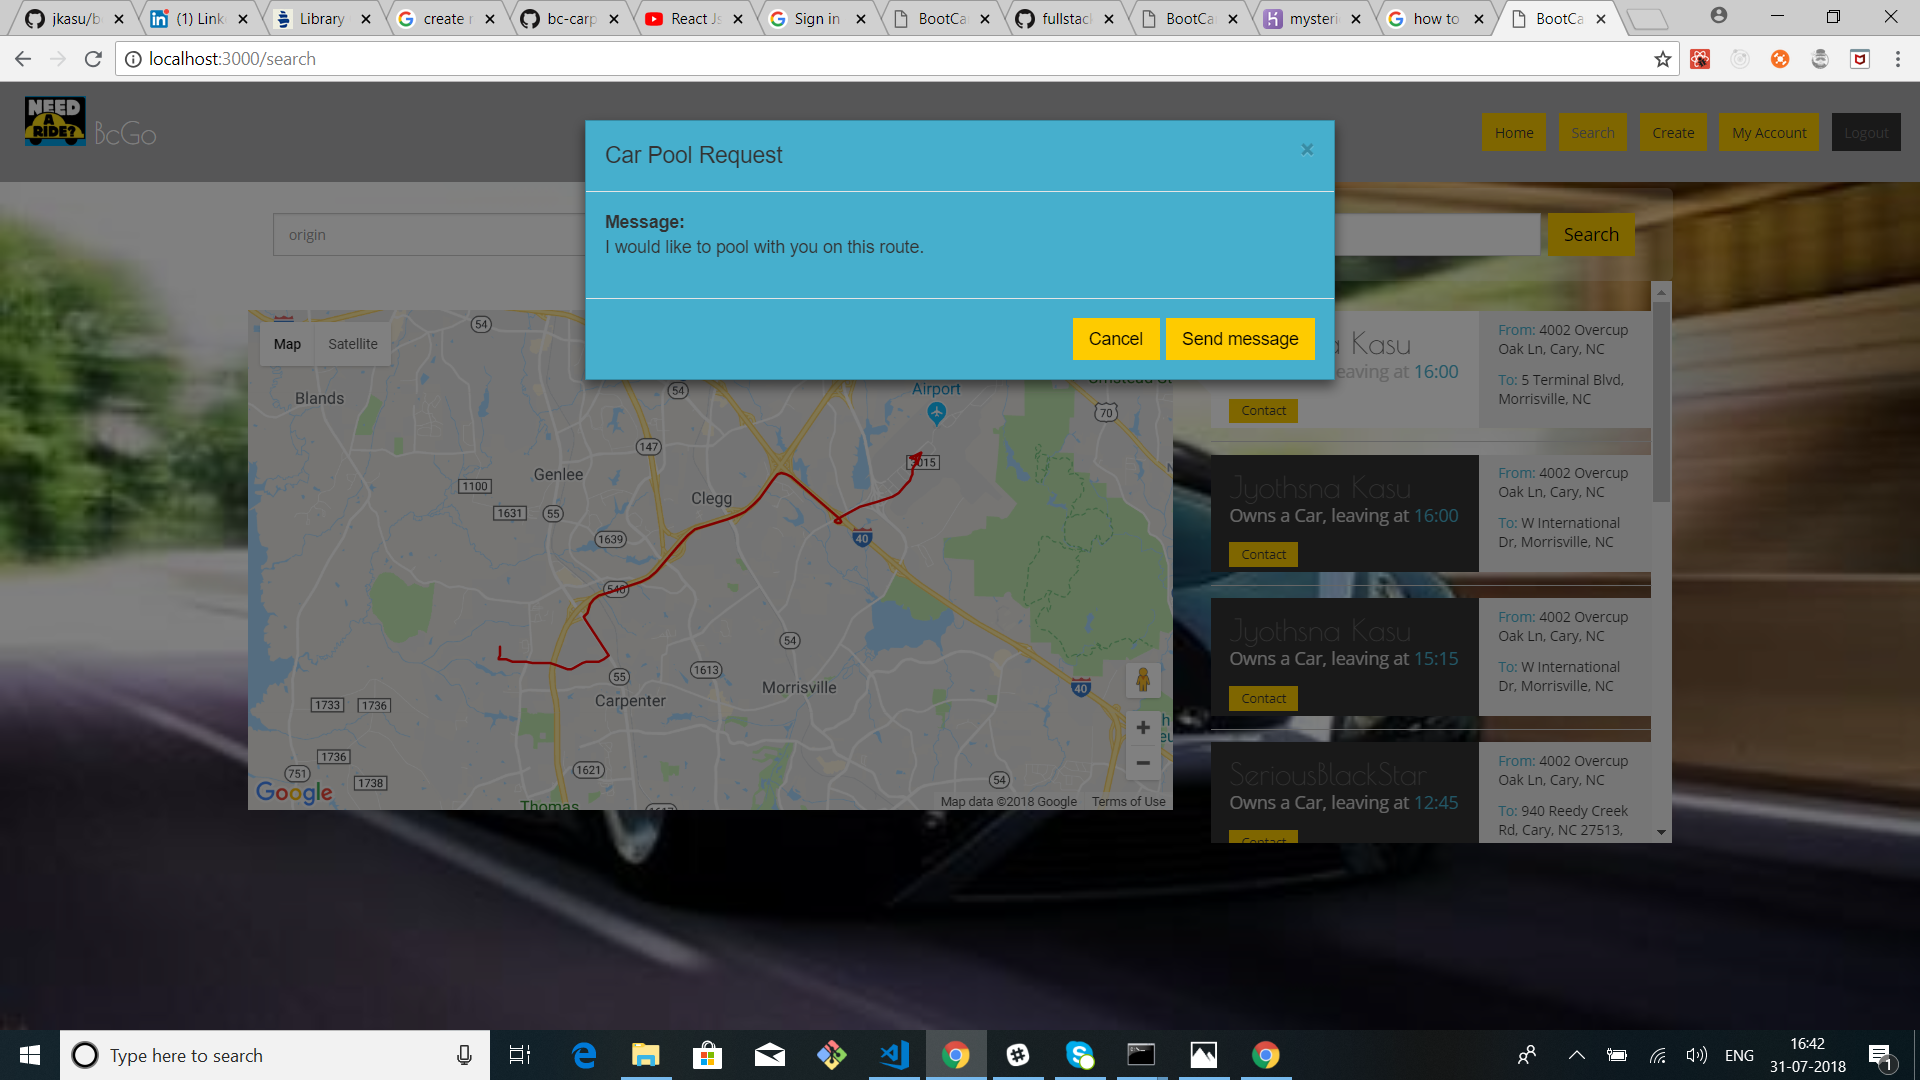 jkasu/b
(1) Link
Library
create r
bc-carp
React Js
Sign in
BootCa
fullstac
BootCa
myster
how to
BootCa
localhost:3000/search
NEED
A
RIDE?
BcGo
Home
Search
Create
My Account
Logout
Car Pool Request
×
Message:
I would like to pool with you on this route.
Cancel
Send message
origin
Search
Map
Satellite
54
Blands
54
Airport
70
147
Genlee
1100
Clegg
3015
1631
55
1639
40
540
54
55
1613
Carpenter
Morrisville
40
1733
1736
1736
751
1738
1621
54
Google
Thomas
Map data ©2018 Google
Terms of Use
a Kasu
eaving at 16:00
Contact
From: 4002 Overcup
Oak Ln, Cary, NC
To: 5 Terminal Blvd,
Morrisville, NC
Jyothsna Kasu
Owns a Car, leaving at 16:00
Contact
From: 4002 Overcup
Oak Ln, Cary, NC
To: W International
Dr, Morrisville, NC
Jyothsna Kasu
Owns a Car, leaving at 15:15
Contact
From: 4002 Overcup
Oak Ln, Cary, NC
To: W International
Dr, Morrisville, NC
SeriousBlackStar
Owns a Car, leaving at 12:45
Contact
From: 4002 Overcup
Oak Ln, Cary, NC
To: 940 Reedy Creek
Rd, Cary, NC 27513,
Type here to search
ENG
16:42
31-07-2018
1